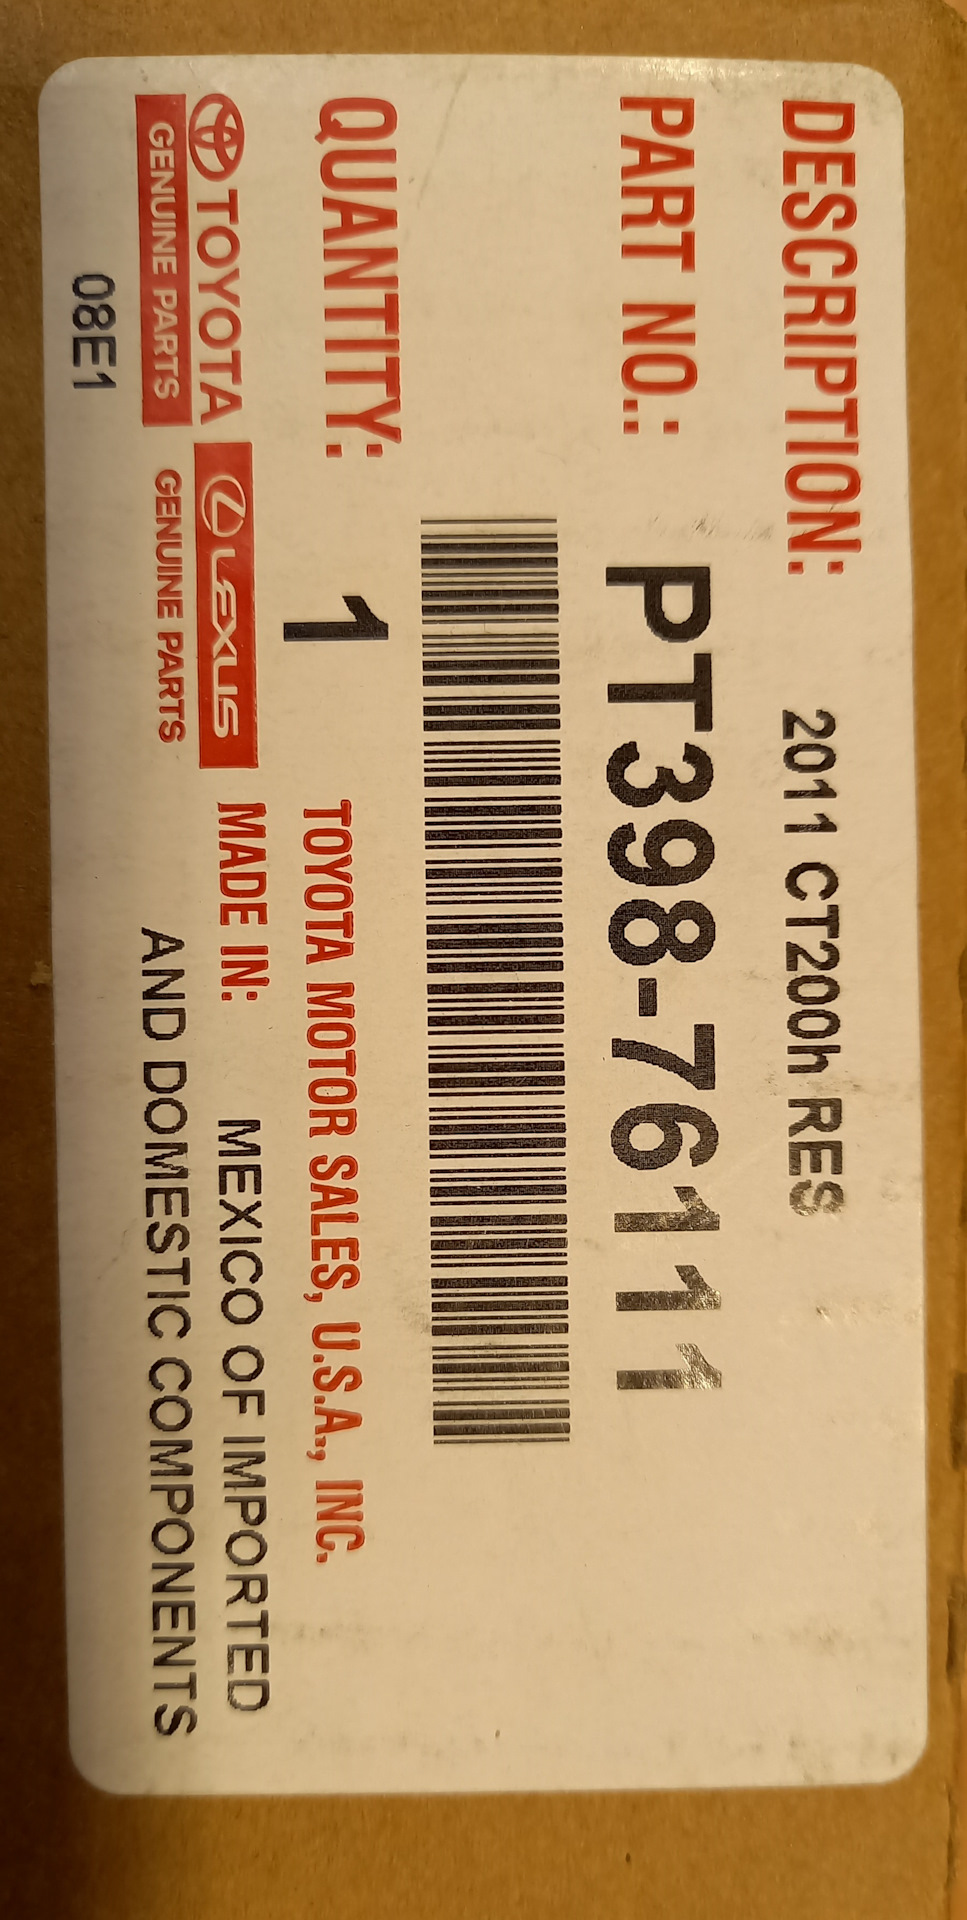 DESCRIPTION: 2011 CT200h RES
PART NO.: PT398-76111
QUANTITY: 1
TOYOTA MOTOR SALES, U.S.A., INC.
TOYOTA
GENUINE PARTS
LEXUS
GENUINE PARTS
MADE IN: MEXICO OF IMPORTED
AND DOMESTIC COMPONENTS
08E1